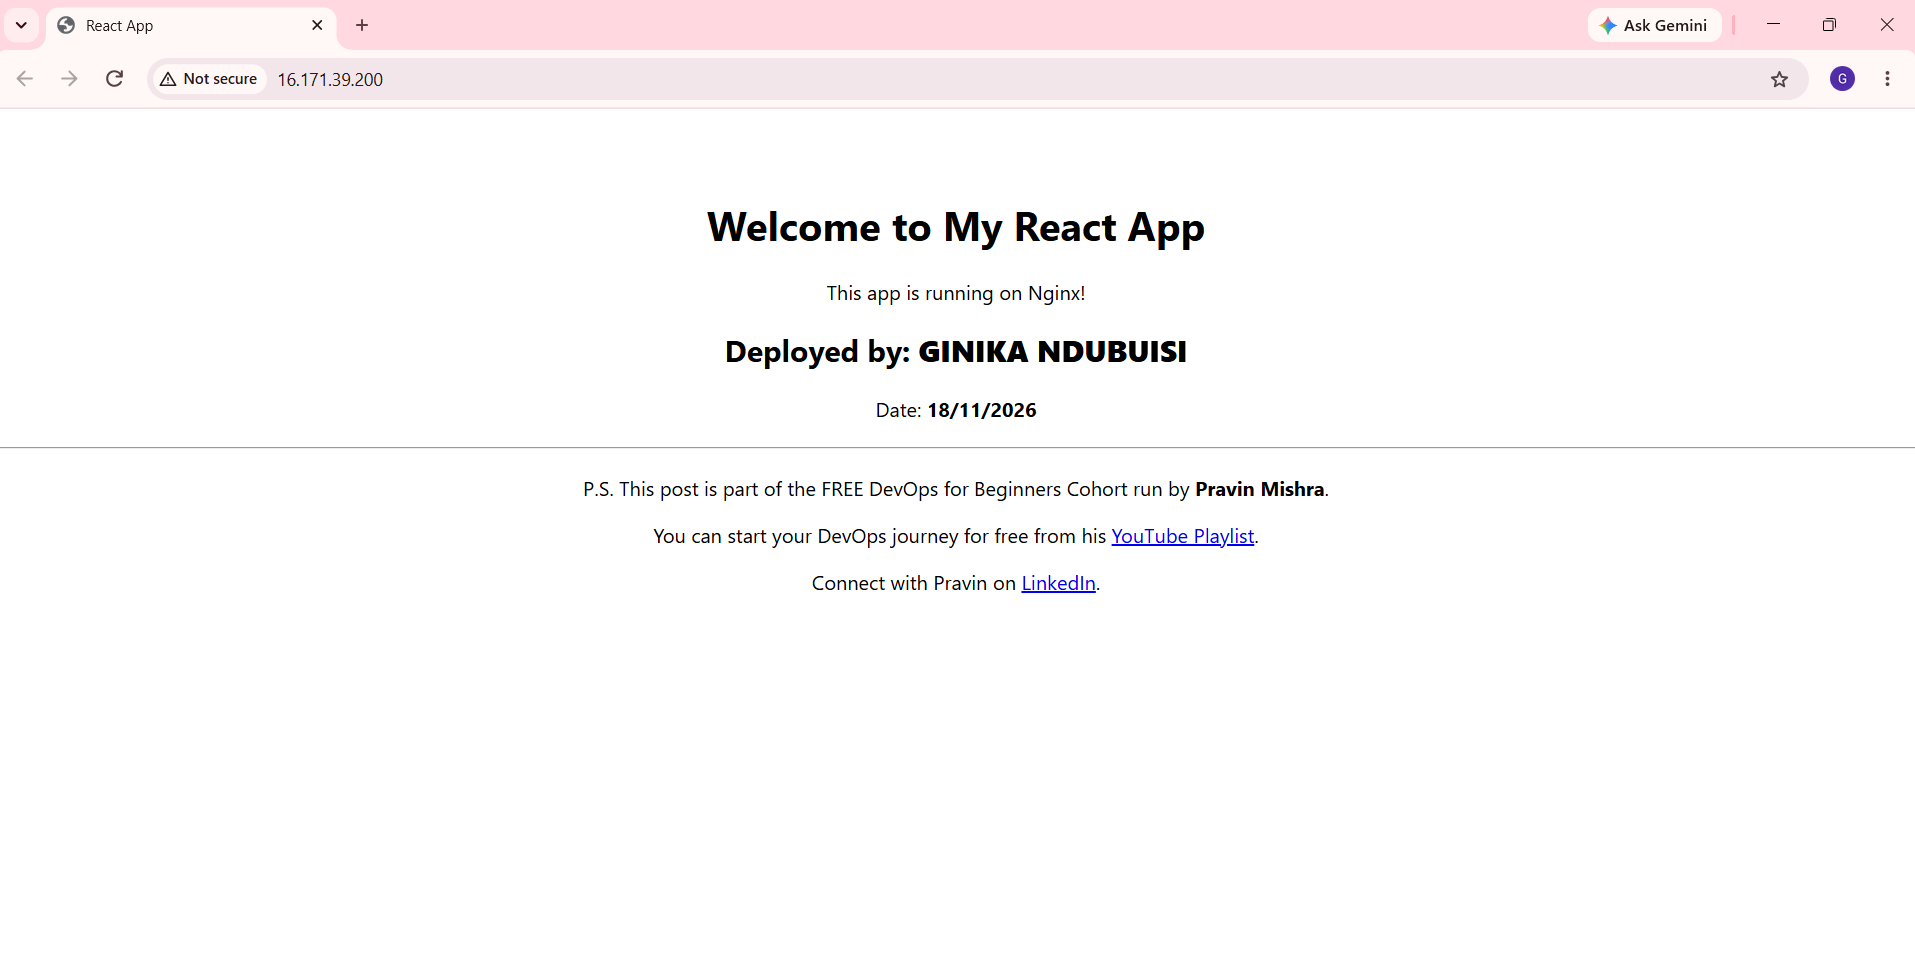 React App
Ask Gemini
Not secure
16.171.39.200
G
Welcome to My React App
This app is running on Nginx!
Deployed by: GINIKA NDUBUISI
Date: 18/11/2026
P.S. This post is part of the FREE DevOps for Beginners Cohort run by Pravin Mishra.
You can start your DevOps journey for free from his YouTube Playlist.
Connect with Pravin on LinkedIn.